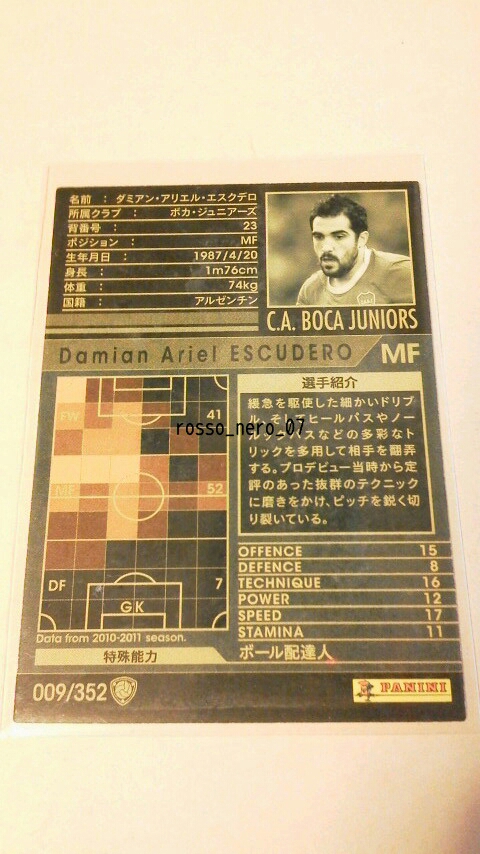 名前 : ダミアン・アリエル・エスクデロ
所属クラブ : ボカ・ジュニアーズ
背番号 : 23
ポジション : MF
生年月日 : 1987/4/20
身長 : 1m76cm
体重 : 74kg
国籍 : アルゼンチン
C.A. BOCA JUNIORS
Damian Ariel ESCUDERO MF
FW 41
MF 52
DF 7
GK
Data from 2010-2011 season.
選手紹介
緩急を駆使した細かいドリブ
ル、そしてヒールパスやノー
ルックパスなどの多彩なト
リックを多用して相手を翻弄
する。プロデビュー当時から定
評のあった抜群のテクニック
に磨きをかけ、ピッチを鋭く切
り裂いている。
rosso_nero_07
OFFENCE 15
DEFENCE 8
TECHNIQUE 16
POWER 12
SPEED 17
STAMINA 11
特殊能力 ボール配達人
009/352
PANINI